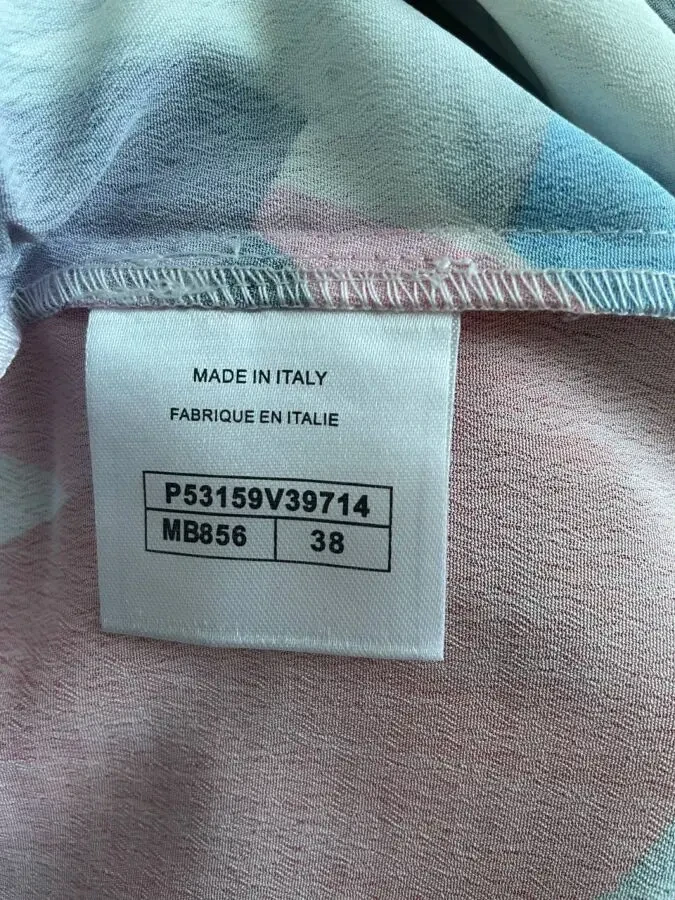 MADE IN ITALY
FABRIQUE EN ITALIE
P53159V39714
MB856 38